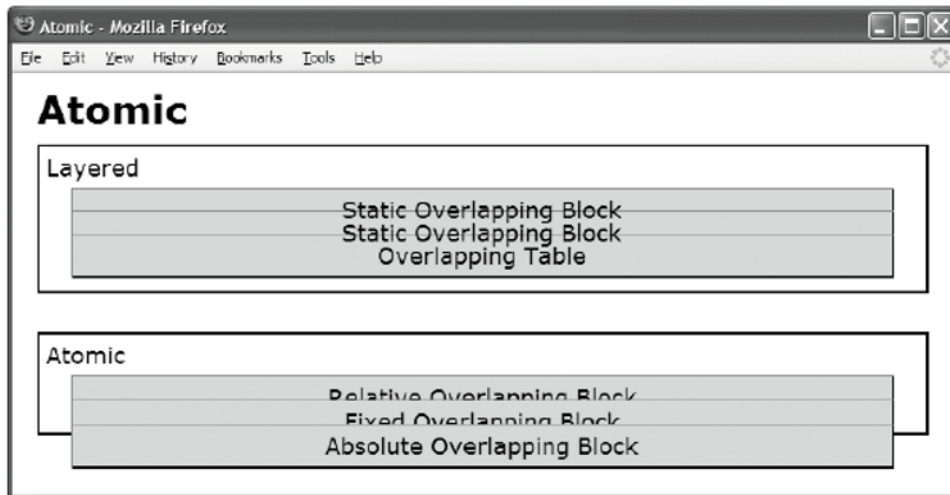 Atomic - Mozilla Firefox
File Edit View History Bookmarks Tools Help
Atomic
Layered
Static Overlapping Block
Static Overlapping Block
Overlapping Table
Atomic
Relative Overlapping Block
Fixed Overlapping Block
Absolute Overlapping Block